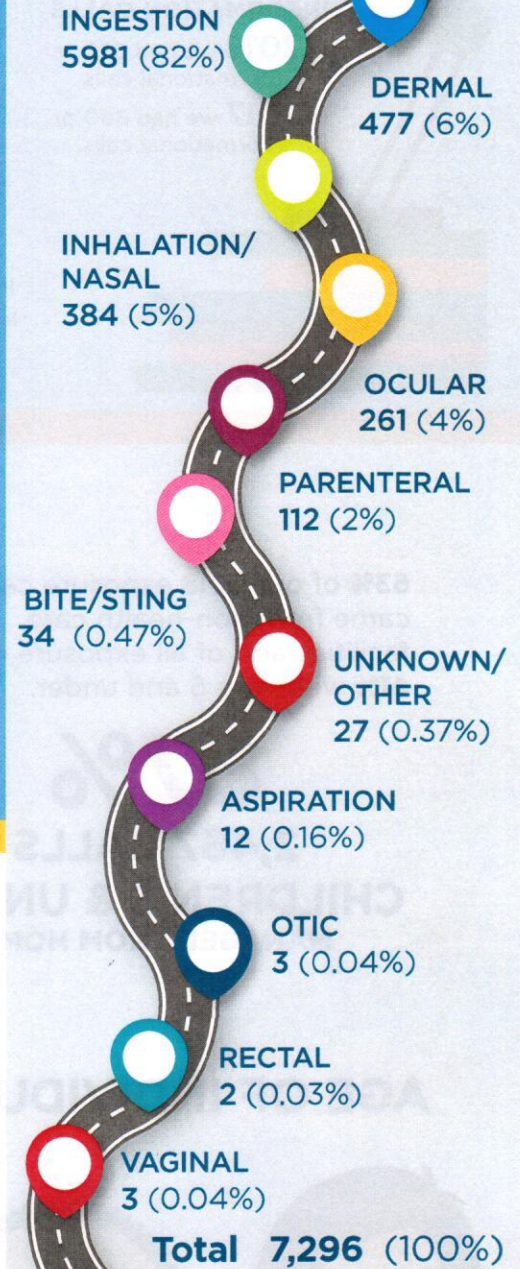 INGESTION
5981 (82%)
DERMAL
477 (6%)
INHALATION/
NASAL
384 (5%)
OCULAR
261 (4%)
PARENTERAL
112 (2%)
BITE/STING
34 (0.47%)
UNKNOWN/
OTHER
27 (0.37%)
ASPIRATION
12 (0.16%)
OTIC
3 (0.04%)
RECTAL
2 (0.03%)
VAGINAL
3 (0.04%)
Total 7,296 (100%)